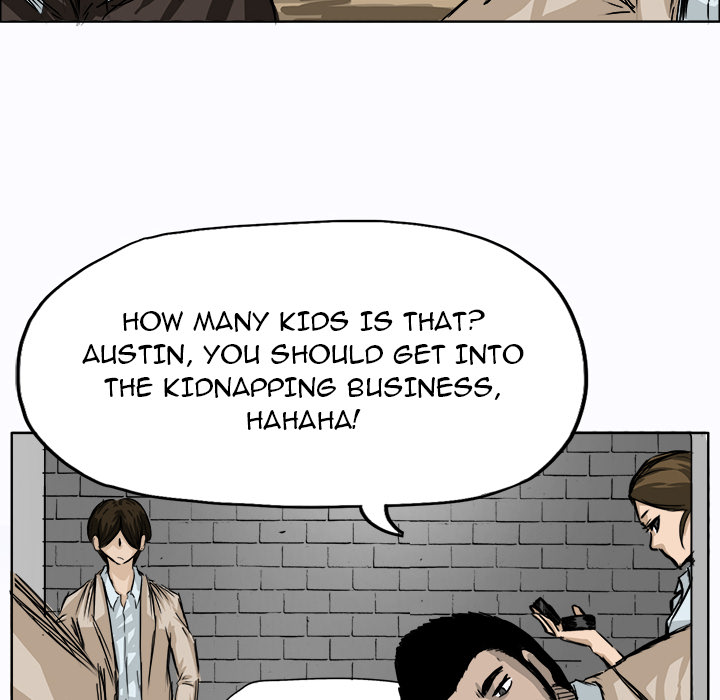 HOW MANY KIDS IS THAT?
AUSTIN, YOU SHOULD GET INTO
THE KIDNAPPING BUSINESS,
HAHAHA!